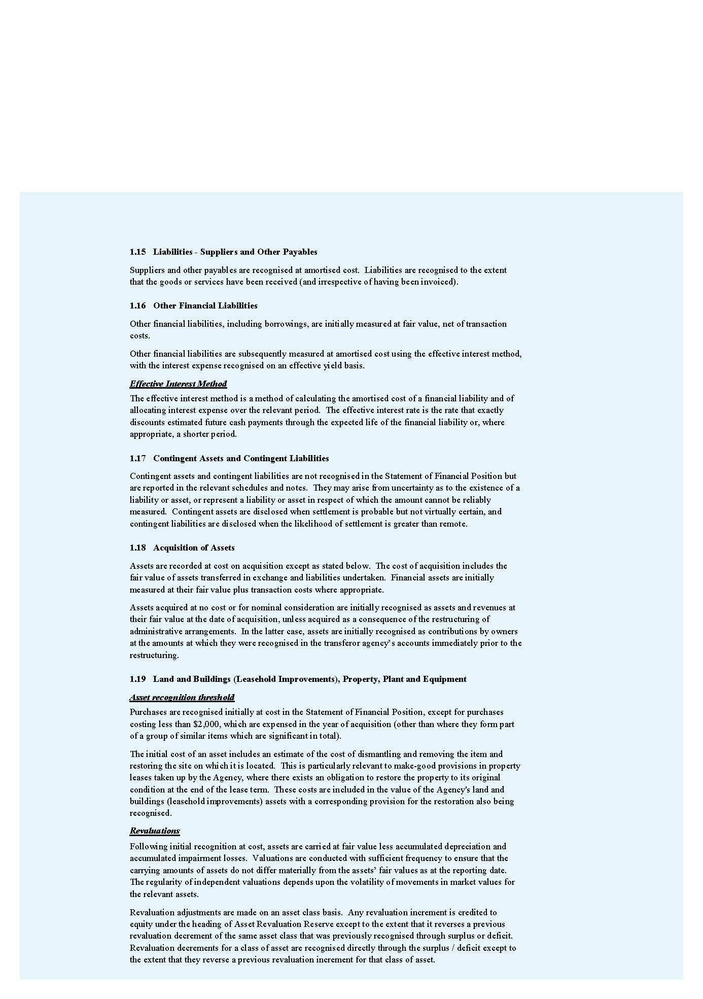 1.15 Liabilities - Suppliers and Other Payables
Suppliers and other payables are recognised at amortised cost. Liabilities are recognised to the extent
that the goods or services have been received (and irrespective of having been invoiced).
1.16 Other Financial Liabilities
Other financial liabilities, including borrowings, are initially measured at fair value, net of transaction
costs.
Other financial liabilities are subsequently measured at amortised cost using the effective interest method,
with the interest expense recognised on an effective yield basis.
Effective Interest Method
The effective interest method is a method of calculating the amortised cost of a financial liability and of
allocating interest expense over the relevant period. The effective interest rate is the rate that exactly
discounts estimated future cash payments through the expected life of the financial liability or, where
appropriate, a shorter period.
1.17 Contingent Assets and Contingent Liabilities
Contingent assets and contingent liabilities are not recognised in the Statement of Financial Position but
are reported in the relevant schedules and notes. They may arise from uncertainty as to the existence of a
liability or asset, or represent a liability or asset in respect of which the amount cannot be reliably
measured. Contingent assets are disclosed when settlement is probable but not virtually certain, and
contingent liabilities are disclosed when the likelihood of settlement is greater than remote.
1.18 Acquisition of Assets
Assets are recorded at cost on acquisition except as stated below. The cost of acquisition includes the
fair value of assets transferred in exchange and liabilities undertaken. Financial assets are initially
measured at their fair value plus transaction costs where appropriate.
Assets acquired at no cost or for nominal consideration are initially recognised as assets and revenues at
their fair value at the date of acquisition, unless acquired as a consequence of the restructuring of
administrative arrangements. In the latter case, assets are initially recognised as contributions by owners
at the amounts at which they were recognised in the transferor agency's accounts immediately prior to the
restructuring.
1.19 Land and Buildings (Leasehold Improvements), Property, Plant and Equipment
Asset recognition threshold
Purchases are recognised initially at cost in the Statement of Financial Position, except for purchases
costing less than $2,000, which are expensed in the year of acquisition (other than where they form part
of a group of similar items which are significant in total).
The initial cost of an asset includes an estimate of the cost of dismantling and removing the item and
restoring the site on which it is located. This is particularly relevant to make-good provisions in property
leases taken up by the Agency, where there exists an obligation to restore the property to its original
condition at the end of the lease term. These costs are included in the value of the Agency's land and
buildings (leasehold improvements) assets with a corresponding provision for the restoration also being
recognised.
Revaluations
Following initial recognition at cost, assets are carried at fair value less accumulated depreciation and
accumulated impairment losses. Valuations are conducted with sufficient frequency to ensure that the
carrying amounts of assets do not differ materially from the assets' fair values as at the reporting date.
The regularity of independent valuations depends upon the volatility of movements in market values for
the relevant assets.
Revaluation adjustments are made on an asset class basis. Any revaluation increment is credited to
equity under the heading of Asset Revaluation Reserve except to the extent that it reverses a previous
revaluation decrement of the same asset class that was previously recognised through surplus or deficit.
Revaluation decrements for a class of asset are recognised directly through the surplus / deficit except to
the extent that they reverse a previous revaluation increment for that class of asset.